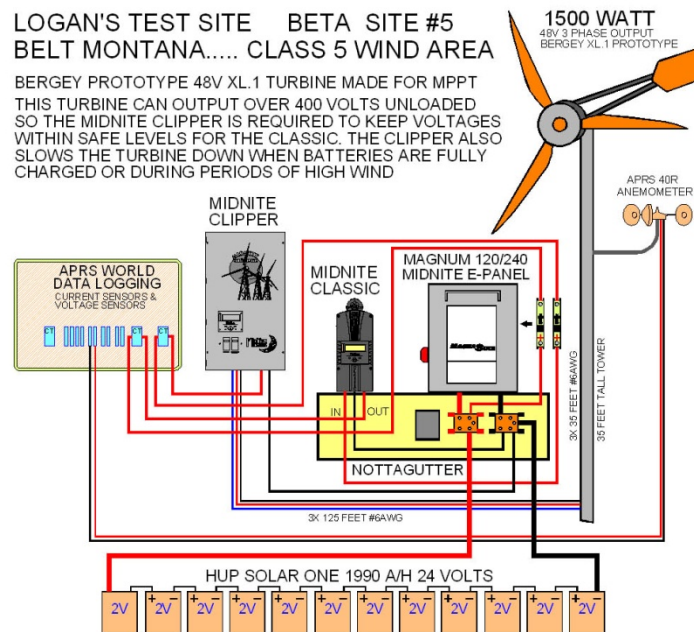 LOGAN'S TEST SITE BETA SITE #5
BELT MONTANA..... CLASS 5 WIND AREA
BERGEY PROTOTYPE 48V XL.1 TURBINE MADE FOR MPPT
THIS TURBINE CAN OUTPUT OVER 400 VOLTS UNLOADED
SO THE MIDNITE CLIPPER IS REQUIRED TO KEEP VOLTAGES
WITHIN SAFE LEVELS FOR THE CLASSIC. THE CLIPPER ALSO
SLOWS THE TURBINE DOWN WHEN BATTERIES ARE FULLY
CHARGED OR DURING PERIODS OF HIGH WIND
1500 WATT
48V 3 PHASE OUTPUT
BERGEY XL.1 PROTOTYPE
APRS 40R
ANEMOMETER
MIDNITE
CLIPPER
APRS WORLD
DATA LOGGING
CURRENT SENSORS &
VOLTAGE SENSORS
CT
CT
CT
MIDNITE
CLASSIC
MAGNUM 120/240
MIDNITE E-PANEL
IN
OUT
NOTTAGUTTER
3X 35 FEET #6AWG
35 FEET TALL TOWER
3X 125 FEET #6AWG
HUP SOLAR ONE 1990 A/H 24 VOLTS
2V + − 2V + − 2V + − 2V + − 2V + − 2V + − 2V + − 2V + − 2V + − 2V + − 2V + − 2V